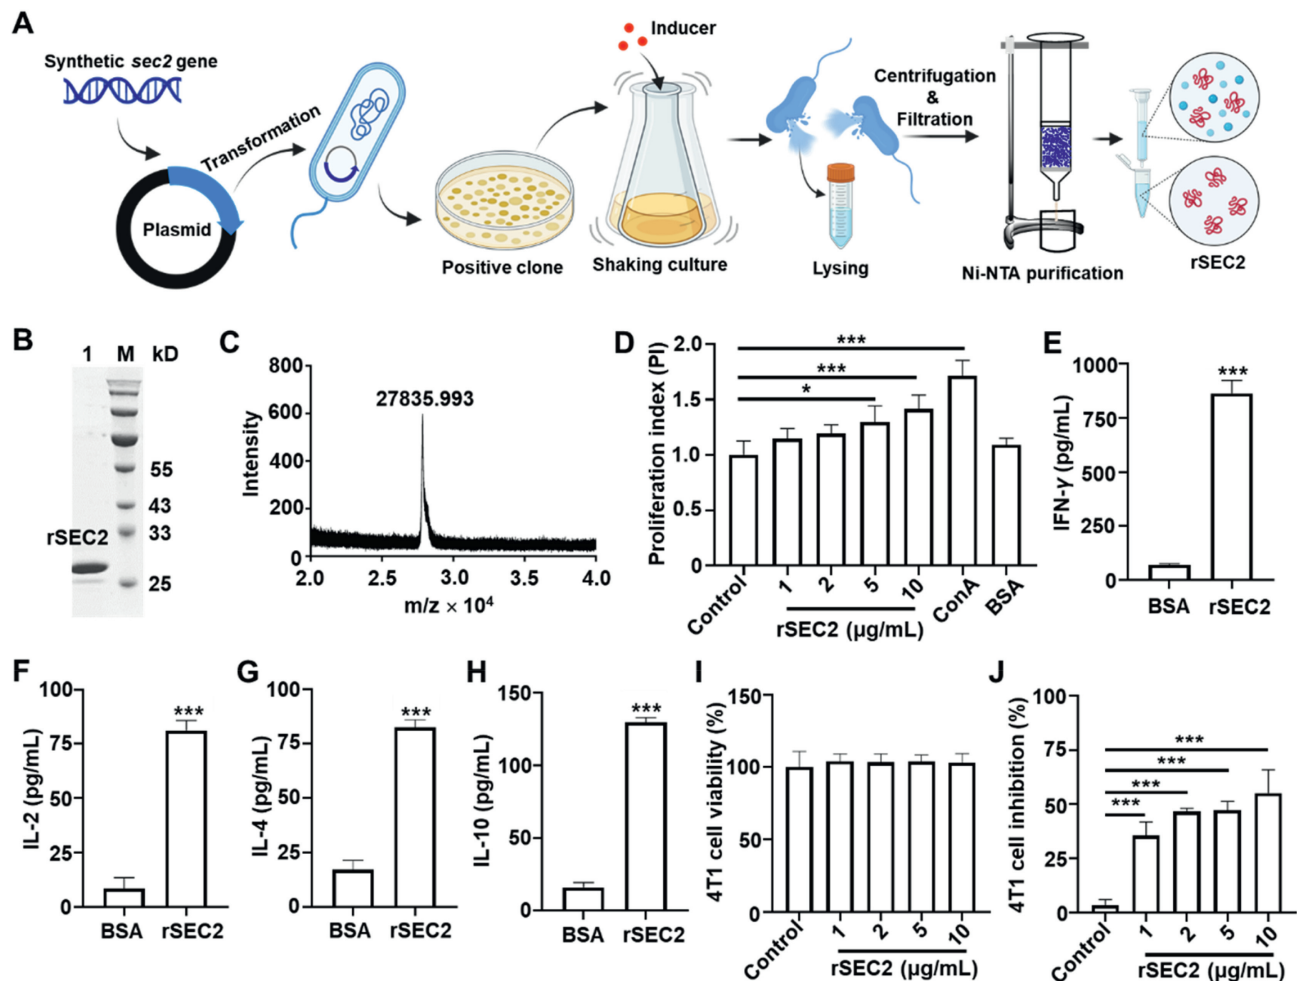 A
Synthetic sec2 gene
Transformation
Plasmid
Positive clone
Inducer
Shaking culture
Lysing
Centrifugation
&
Filtration
Ni-NTA purification
rSEC2
B
1 M kD
55
43
33
rSEC2
25
C
800
600
400
200
0
Intensity
27835.993
2.0 2.5 3.0 3.5 4.0
m/z × 10⁴
D
2.0
1.5
1.0
0.5
0
Proliferation index (PI)
***
***
*
Control 1 2 5 10 ConA BSA
rSEC2 (μg/mL)
E
1000
750
500
250
0
IFN-γ (pg/mL)
***
BSA rSEC2
F
100
75
50
25
0
IL-2 (pg/mL)
***
BSA rSEC2
G
100
75
50
25
0
IL-4 (pg/mL)
***
BSA rSEC2
H
150
100
50
0
IL-10 (pg/mL)
***
BSA rSEC2
I
150
100
50
0
4T1 cell viability (%)
Control 1 2 5 10
rSEC2 (μg/mL)
J
100
75
50
25
0
4T1 cell inhibition (%)
***
***
***
***
Control 1 2 5 10
rSEC2 (μg/mL)